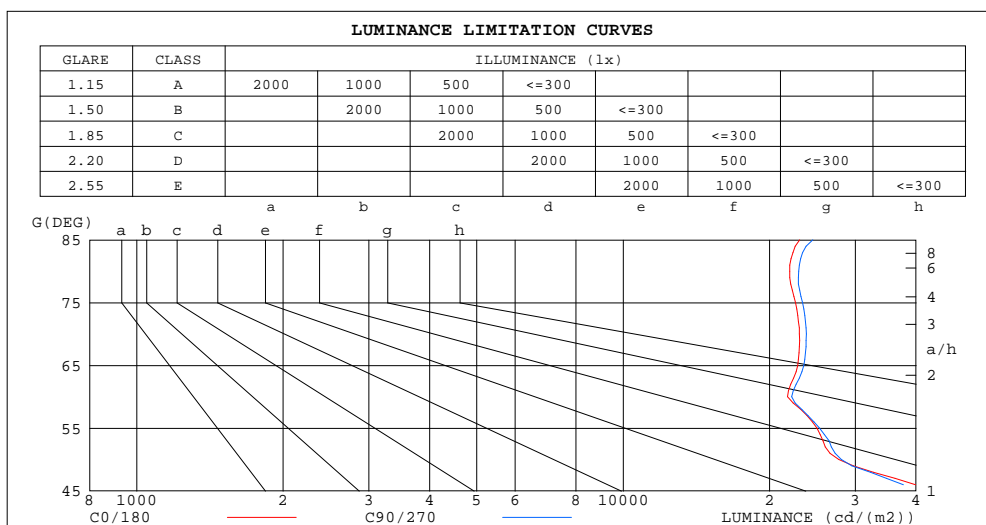 LUMINANCE LIMITATION CURVES
GLARE CLASS ILLUMINANCE (lx)
1.15 A 2000 1000 500 <=300
1.50 B 2000 1000 500 <=300
1.85 C 2000 1000 500 <=300
2.20 D 2000 1000 500 <=300
2.55 E 2000 1000 500 <=300
a b c d e f g h
G(DEG)
a b c d e f g h
85
8
6
75 4
3
a/h
65 2
55
45 1
8 1000 2 3 4 5 6 8 10000 2 3 4
C0/180 C90/270 LUMINANCE (cd/(m2))